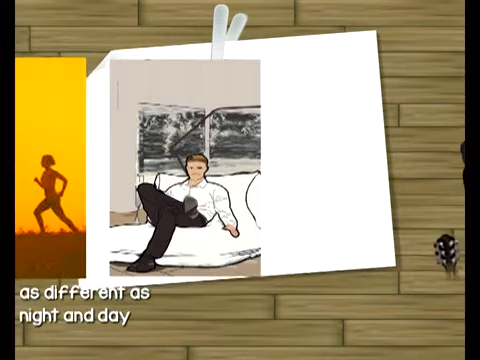 as different as
night and day